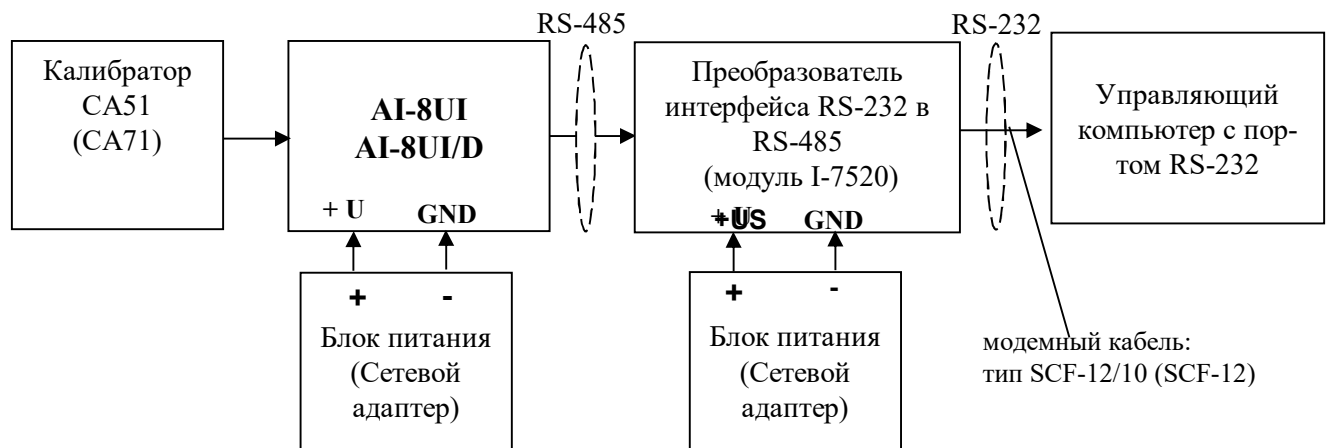 RS-485
RS-232
Калибратор
CA51
(CA71)
AI-8UI
AI-8UI/D
+ U
GND
Преобразователь
интерфейса RS-232 в
RS-485
(модуль I-7520)
GND
Управляющий
компьютер с пор-
том RS-232
+
-
Блок питания
(Сетевой
адаптер)
+
-
Блок питания
(Сетевой
адаптер)
модемный кабель:
тип SCF-12/10 (SCF-12)